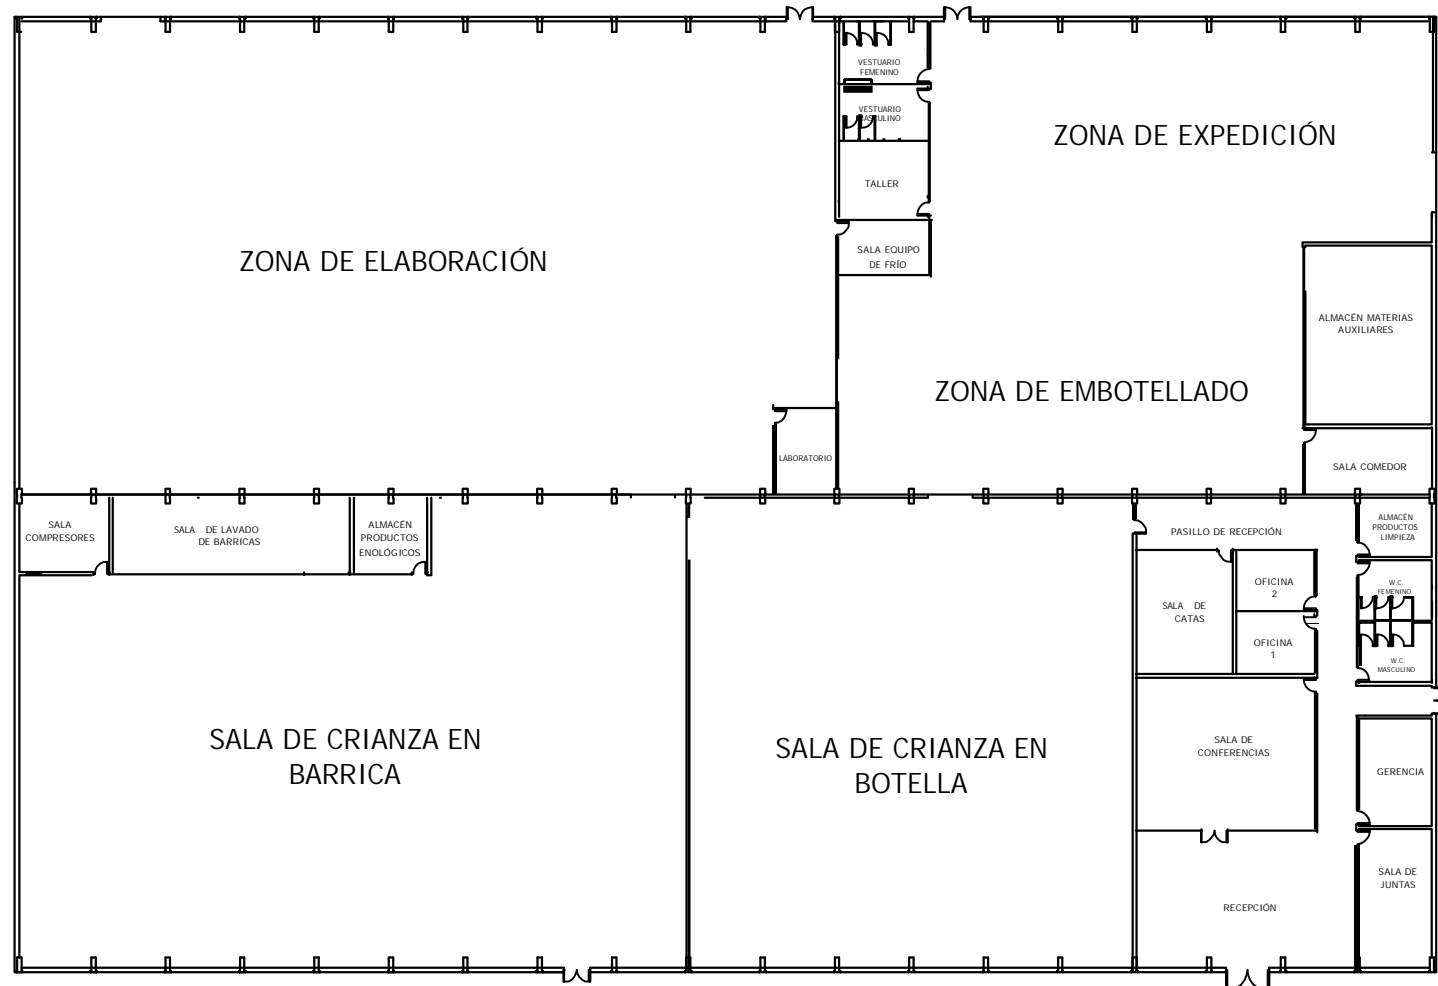 VESTUARIO
FEMENINO
VESTUARIO
MASCULINO
ZONA DE EXPEDICIÓN
TALLER
ZONA DE ELABORACIÓN
SALA EQUIPO
DE FRÍO
ALMACÉN MATERIAS
AUXILIARES
ZONA DE EMBOTELLADO
LABORATORIO
SALA COMEDOR
SALA
COMPRESORES
SALA DE LAVADO
DE BARRICAS
ALMACÉN
PRODUCTOS
ENOLÓGICOS
PASILLO DE RECEPCIÓN
ALMACÉN
PRODUCTOS
LIMPIEZA
OFICINA
2
W.C.
FEMENINO
SALA DE
CATAS
OFICINA
1
W.C.
MASCULINO
SALA DE CRIANZA EN
BARRICA
SALA DE CRIANZA EN
BOTELLA
SALA DE
CONFERENCIAS
GERENCIA
SALA DE
JUNTAS
RECEPCIÓN